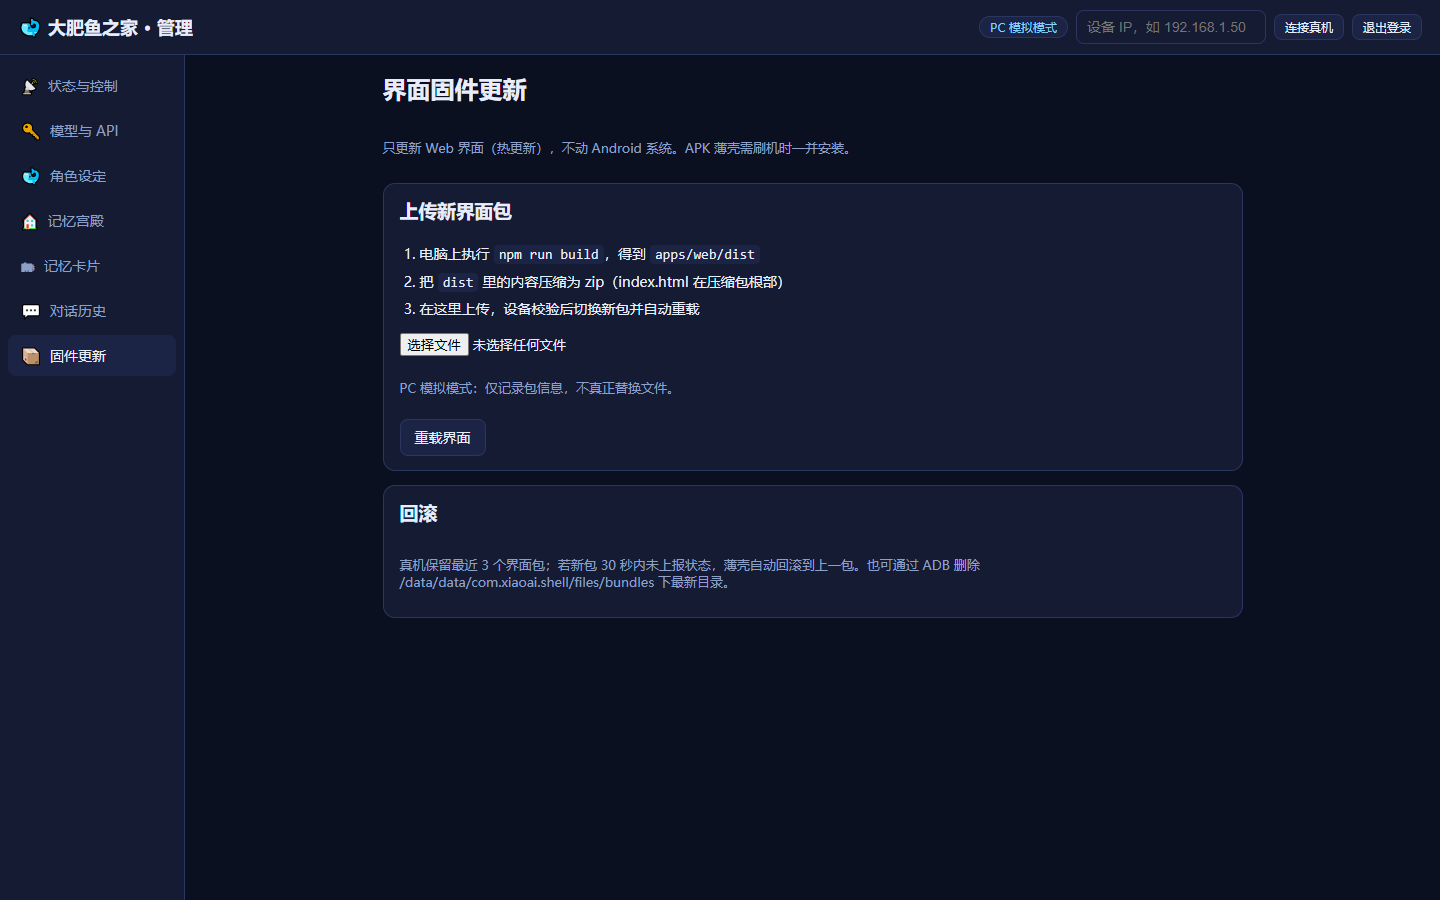 大肥鱼之家 • 管理
PC 模拟模式
设备 IP，如 192.168.1.50
连接真机
退出登录
状态与控制
模型与 API
角色设定
记忆宫殿
记忆卡片
对话历史
固件更新
界面固件更新
只更新 Web 界面（热更新），不动 Android 系统。APK 薄壳需刷机时一并安装。
上传新界面包
1. 电脑上执行 npm run build ，得到 apps/web/dist
2. 把 dist 里的内容压缩为 zip（index.html 在压缩包根部）
3. 在这里上传，设备校验后切换新包并自动重载
选择文件 未选择任何文件
PC 模拟模式：仅记录包信息，不真正替换文件。
重载界面
回滚
真机保留最近 3 个界面包；若新包 30 秒内未上报状态，薄壳自动回滚到上一包。也可通过 ADB 删除
/data/data/com.xiaoai.shell/files/bundles 下最新目录。